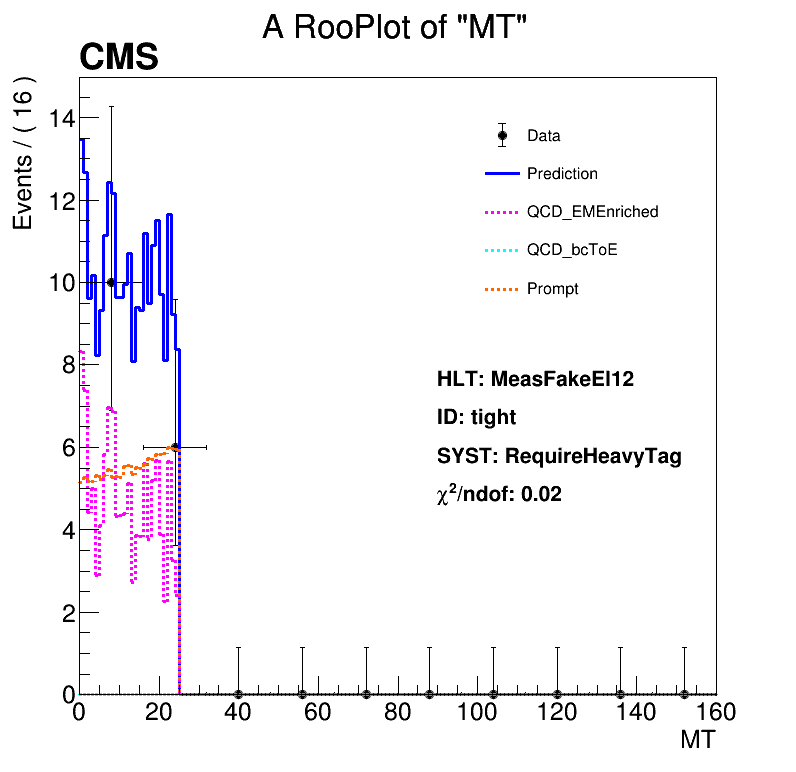 A RooPlot of "MT"
CMS
Events / ( 16 )
14
12
10
8
6
4
2
0
Data
Prediction
QCD_EMEnriched
QCD_bcToE
Prompt
HLT: MeasFakeEl12
ID: tight
SYST: RequireHeavyTag
χ²/ndof: 0.02
0 20 40 60 80 100 120 140 160
MT